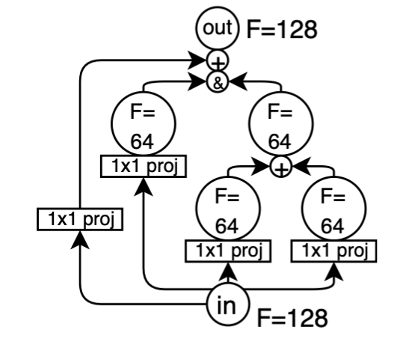 out F=128
+
&
F=
64
F=
64
1x1 proj
+
F=
64
F=
64
1x1 proj
1x1 proj
1x1 proj
in
F=128